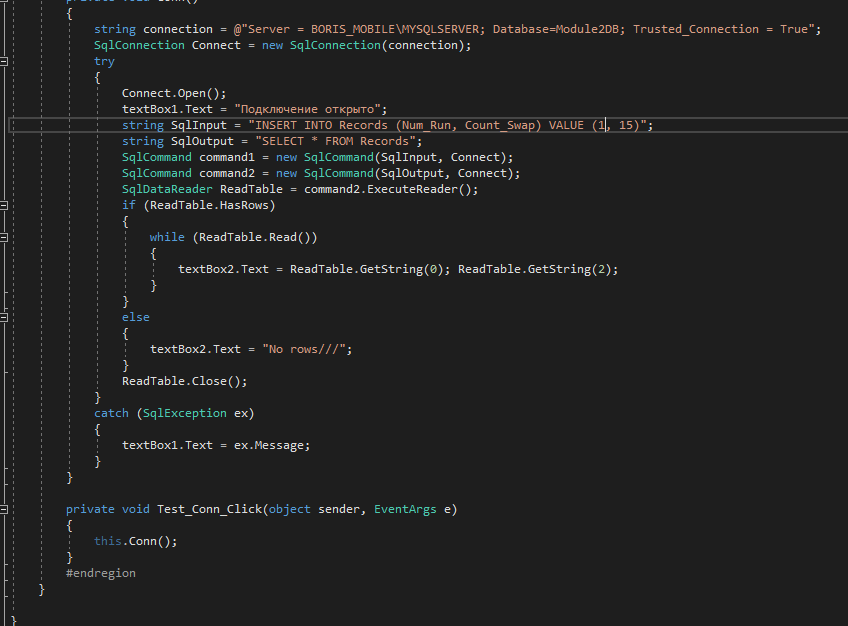 {
string connection = @"Server = BORIS_MOBILE\MYSQLSERVER; Database=Module2DB; Trusted_Connection = True";
SqlConnection Connect = new SqlConnection(connection);
try
{
Connect.Open();
textBox1.Text = "Подключение открыто";
string SqlInput = "INSERT INTO Records (Num_Run, Count_Swap) VALUE (1, 15)";
string SqlOutput = "SELECT * FROM Records";
SqlCommand command1 = new SqlCommand(SqlInput, Connect);
SqlCommand command2 = new SqlCommand(SqlOutput, Connect);
SqlDataReader ReadTable = command2.ExecuteReader();
if (ReadTable.HasRows)
{
while (ReadTable.Read())
{
textBox2.Text = ReadTable.GetString(0); ReadTable.GetString(2);
}
}
else
{
textBox2.Text = "No rows///";
}
ReadTable.Close();
}
catch (SqlException ex)
{
textBox1.Text = ex.Message;
}
}
private void Test_Conn_Click(object sender, EventArgs e)
{
this.Conn();
}
#endregion
}
}